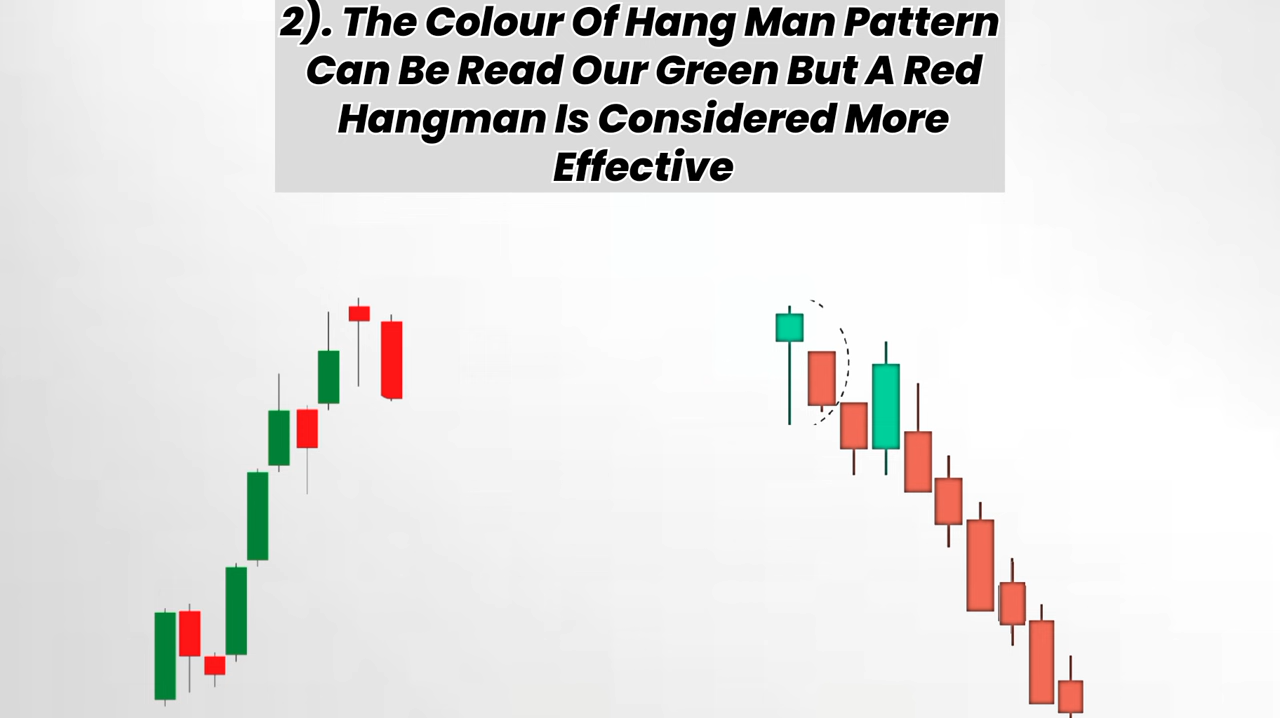 2). The Colour Of Hang Man Pattern
Can Be Read Our Green But A Red
Hangman Is Considered More
Effective